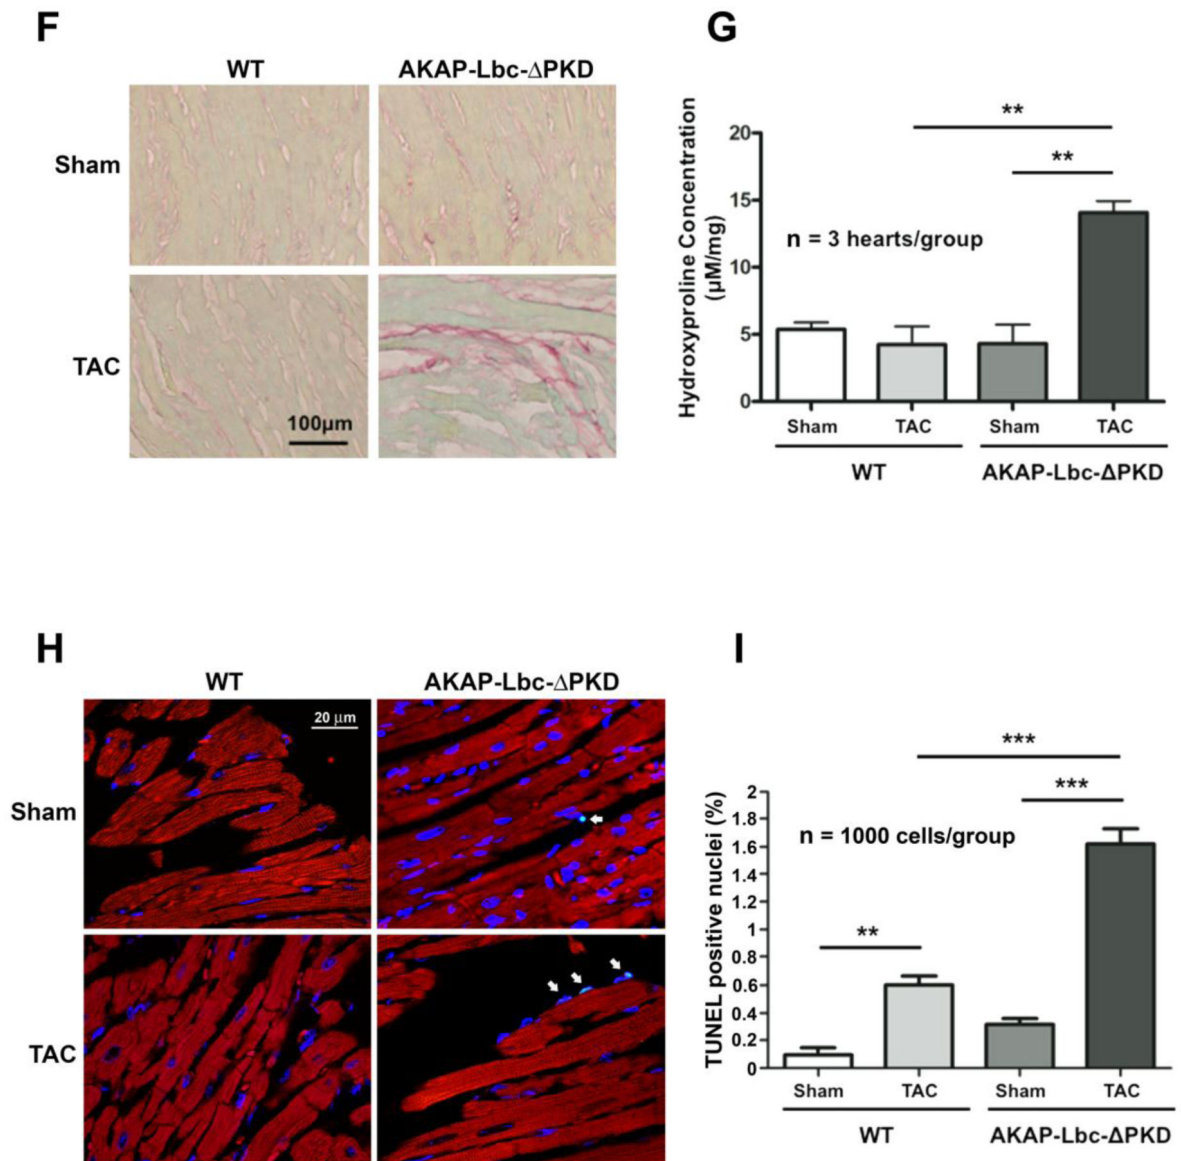 F
WT
AKAP-Lbc-ΔPKD
Sham
TAC
100µm
G
**
**
Hydroxyproline Concentration
(µM/mg)
20
15
10
5
0
n = 3 hearts/group
Sham
TAC
Sham
TAC
WT
AKAP-Lbc-ΔPKD
H
WT
AKAP-Lbc-ΔPKD
20 µm
Sham
TAC
I
***
***
**
TUNEL positive nuclei (%)
2
1.8
1.6
1.4
1.2
1
0.8
0.6
0.4
0.2
0
n = 1000 cells/group
Sham
TAC
Sham
TAC
WT
AKAP-Lbc-ΔPKD